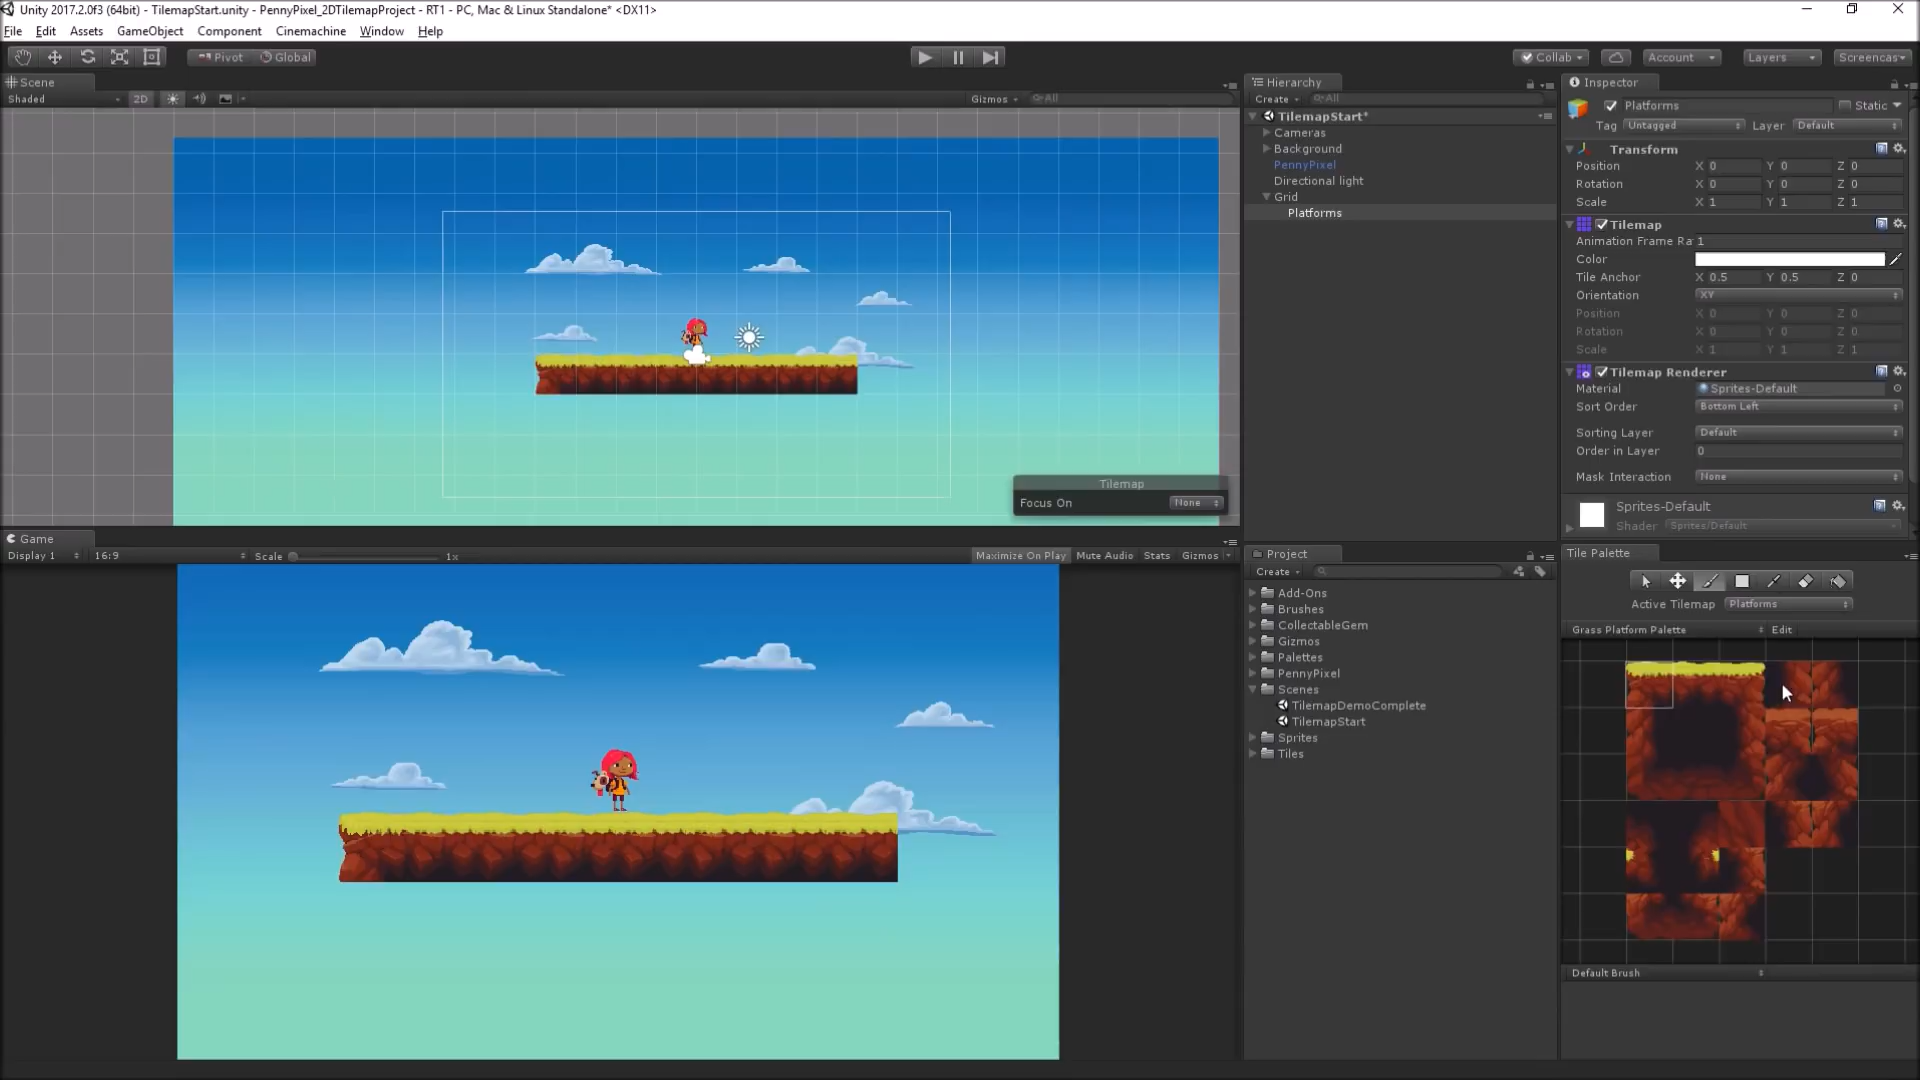 Unity 2017.2.0f3 (64bit) - TilemapStart.unity - PennyPixel_2DTilemapProject - RT1 - PC, Mac & Linux Standalone* <DX11>
File Edit Assets GameObject Component Cinemachine Window Help
Pivot Global
Collab Account Layers Screencas
Scene
Shaded 2D Gizmos All
Tilemap
Focus On None
Game
Display 1 16:9 Scale 1x Maximize On Play Mute Audio Stats Gizmos
Hierarchy
Create All
TilemapStart*
Cameras
Background
PennyPixel
Directional light
Grid
Platforms
Project
Create
Add-Ons
Brushes
CollectableGem
Gizmos
Palettes
PennyPixel
Scenes
TilemapDemoComplete
TilemapStart
Sprites
Tiles
Inspector
Platforms Static
Tag Untagged Layer Default
Transform
Position X 0 Y 0 Z 0
Rotation X 0 Y 0 Z 0
Scale X 1 Y 1 Z 1
Tilemap
Animation Frame Ra 1
Color
Tile Anchor X 0.5 Y 0.5 Z 0
Orientation XY
Position X 0 Y 0 Z 0
Rotation X 0 Y 0 Z 0
Scale X 1 Y 1 Z 1
Tilemap Renderer
Material Sprites-Default
Sort Order Bottom Left
Sorting Layer Default
Order in Layer 0
Mask Interaction None
Sprites-Default
Shader Sprites/Default
Tile Palette
Active Tilemap Platforms
Grass Platform Palette Edit
Default Brush